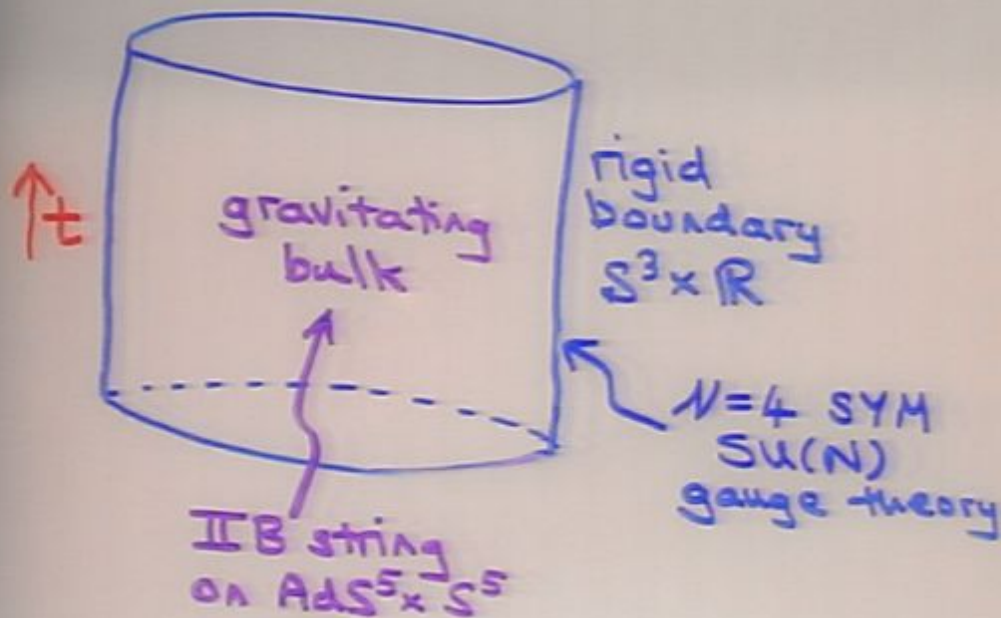 t
gravitating
bulk
rigid
boundary
S³ x ℝ
N=4 SYM
SU(N)
gauge theory
IIB string
on AdS⁵ x S⁵